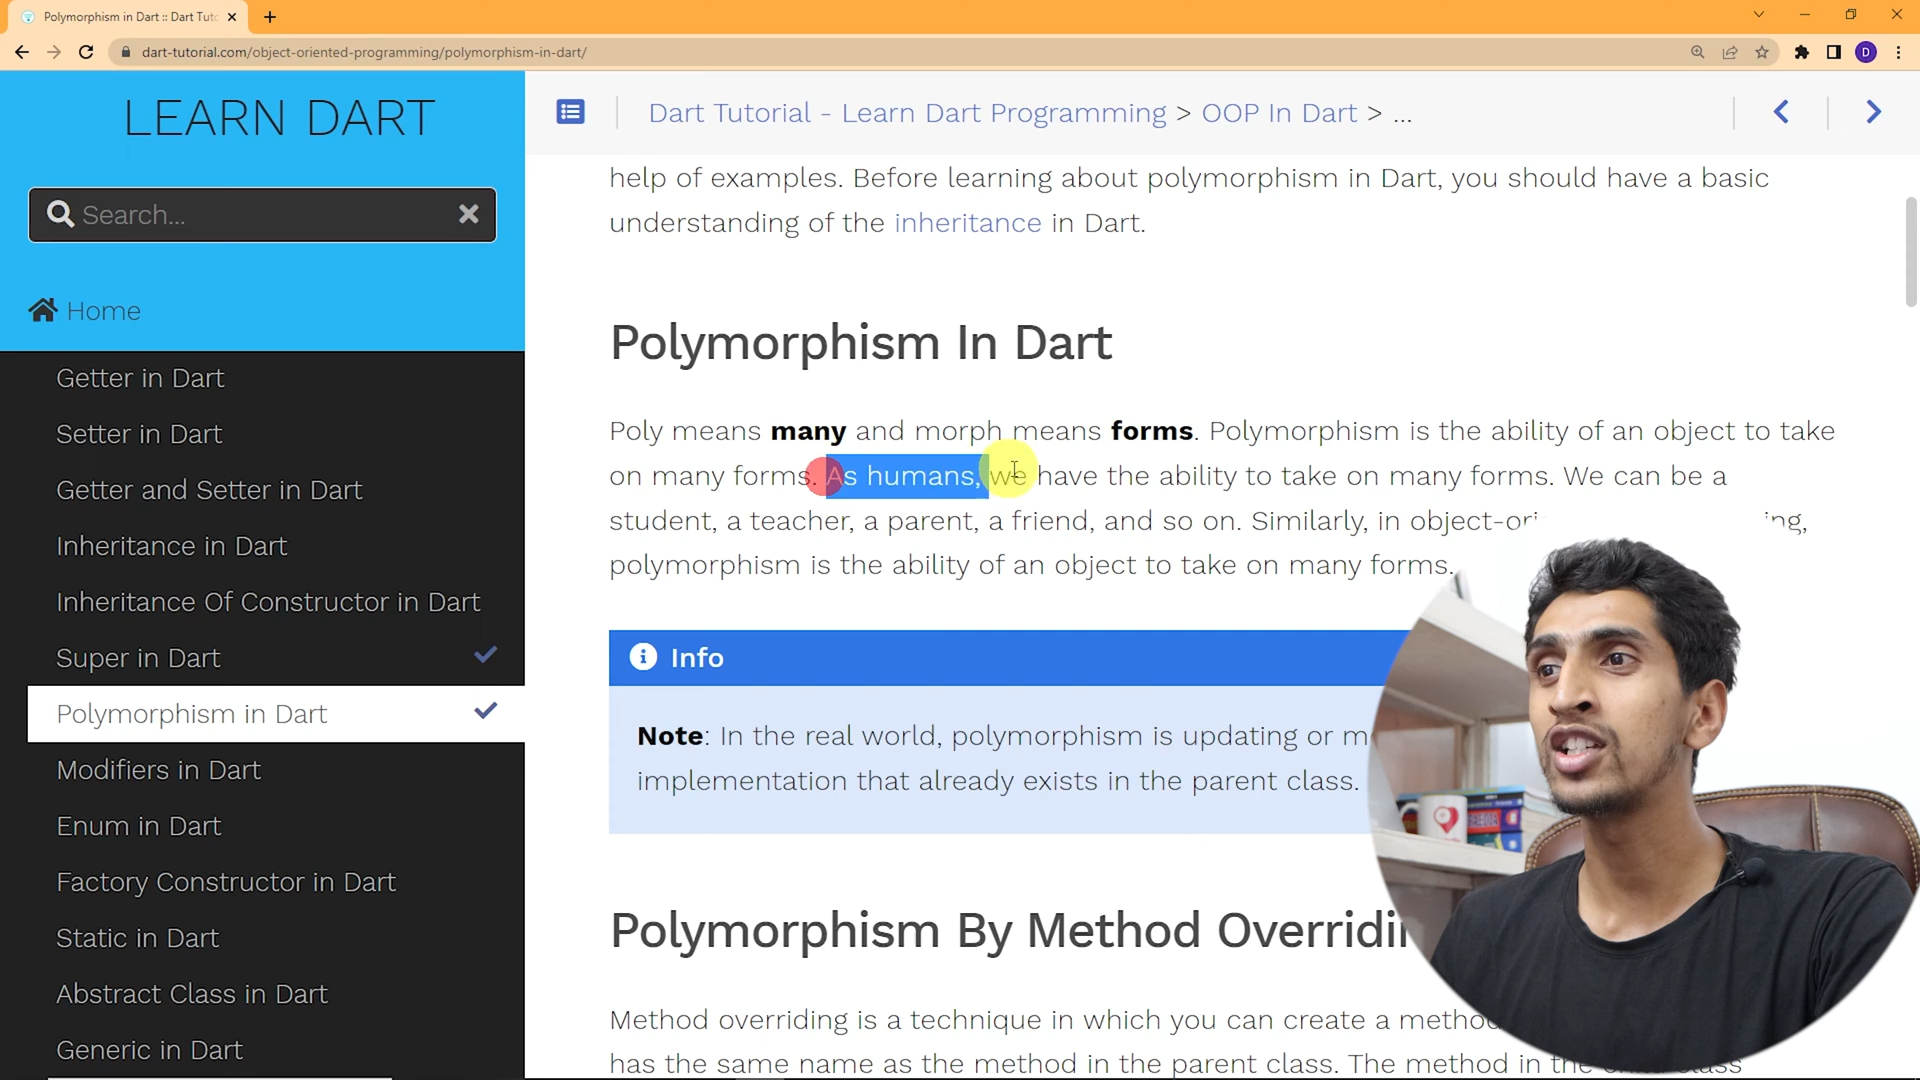 Polymorphism in Dart :: Dart Tut
dart-tutorial.com/object-oriented-programming/polymorphism-in-dart/
D
LEARN DART
Search...
Home
Getter in Dart
Setter in Dart
Getter and Setter in Dart
Inheritance in Dart
Inheritance Of Constructor in Dart
Super in Dart
Polymorphism in Dart
Modifiers in Dart
Enum in Dart
Factory Constructor in Dart
Static in Dart
Abstract Class in Dart
Generic in Dart
Dart Tutorial - Learn Dart Programming > OOP In Dart > ...
help of examples. Before learning about polymorphism in Dart, you should have a basic
understanding of the inheritance in Dart.
Polymorphism In Dart
Poly means many and morph means forms. Polymorphism is the ability of an object to take
on many forms. As humans, we have the ability to take on many forms. We can be a
student, a teacher, a parent, a friend, and so on. Similarly, in object-ori ing,
polymorphism is the ability of an object to take on many forms.
Info
Note: In the real world, polymorphism is updating or m
implementation that already exists in the parent class.
Polymorphism By Method Overridin
Method overriding is a technique in which you can create a method
has the same name as the method in the parent class. The method in the child class